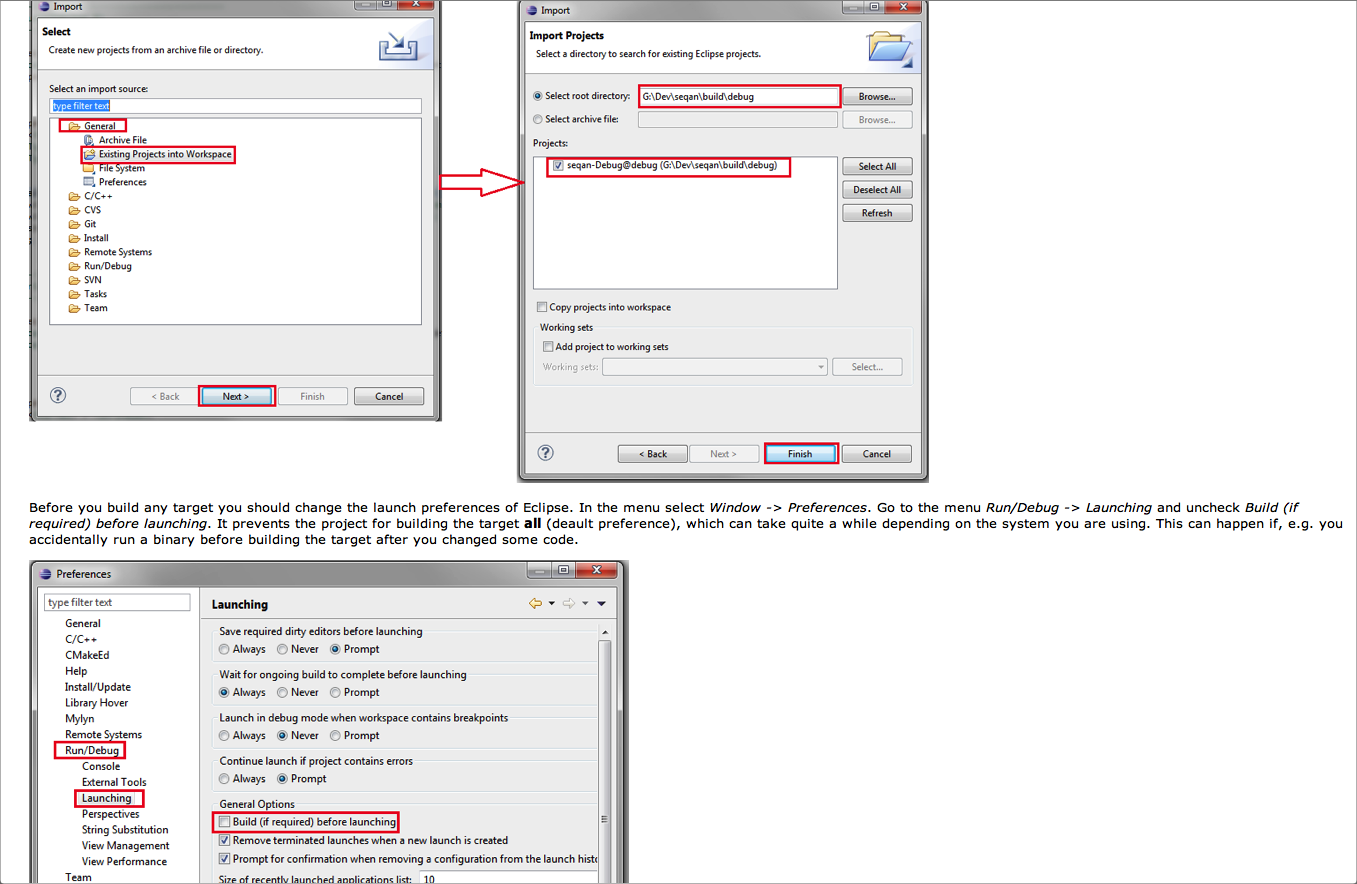 Import
Select
Create new projects from an archive file or directory.
Select an import source:
type filter text
General
Archive File
Existing Projects into Workspace
File System
Preferences
C/C++
CVS
Git
Install
Remote Systems
Run/Debug
SVN
Tasks
Team
< Back
Next >
Finish
Cancel
Import
Import Projects
Select a directory to search for existing Eclipse projects.
Select root directory:
G:\Dev\seqan\build\debug
Browse...
Select archive file:
Browse...
Projects:
seqan-Debug@debug (G:\Dev\seqan\build\debug)
Select All
Deselect All
Refresh
Copy projects into workspace
Working sets
Add project to working sets
Working sets:
Select...
< Back
Next >
Finish
Cancel
Before you build any target you should change the launch preferences of Eclipse. In the menu select Window -> Preferences. Go to the menu Run/Debug -> Launching and uncheck Build (if
required) before launching. It prevents the project for building the target all (deault preference), which can take quite a while depending on the system you are using. This can happen if, e.g. you
accidentally run a binary before building the target after you changed some code.
Preferences
type filter text
General
C/C++
CMakeEd
Help
Install/Update
Library Hover
Mylyn
Remote Systems
Run/Debug
Console
External Tools
Launching
Perspectives
String Substitution
View Management
View Performance
Team
Launching
Save required dirty editors before launching
Always Never Prompt
Wait for ongoing build to complete before launching
Always Never Prompt
Launch in debug mode when workspace contains breakpoints
Always Never Prompt
Continue launch if project contains errors
Always Prompt
General Options
Build (if required) before launching
Remove terminated launches when a new launch is created
Prompt for confirmation when removing a configuration from the launch histo
Size of recently launched applications list: 10